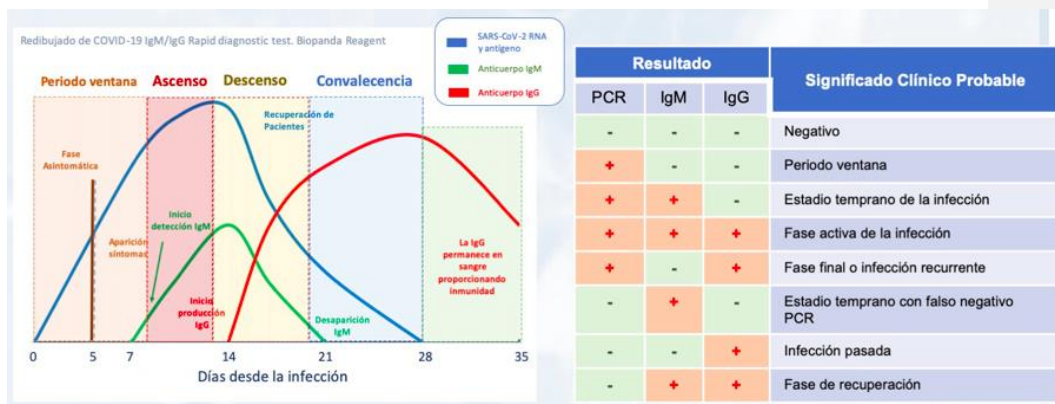 Redibujado de COVID-19 IgM/IgG Rapid diagnostic test. Biopanda Reagent
SARS-CoV-2 RNA
y antígeno
Anticuerpo IgM
Anticuerpo IgG
Periodo ventana
Ascenso
Descenso
Convalecencia
Recuperación de
Pacientes
Fase
Asintomática
Inicio
detección IgM
Aparición
síntomas
La IgG
permanece en
sangre
proporcionando
inmunidad
Inicio
producción
IgG
Desaparición
IgM
0 5 7 14 21 28 35
Días desde la infección
Resultado
Significado Clínico Probable
PCR IgM IgG
- - - Negativo
+ - - Periodo ventana
+ + - Estadio temprano de la infección
+ + + Fase activa de la infección
+ - + Fase final o infección recurrente
- + - Estadio temprano con falso negativo
PCR
- - + Infección pasada
- + + Fase de recuperación